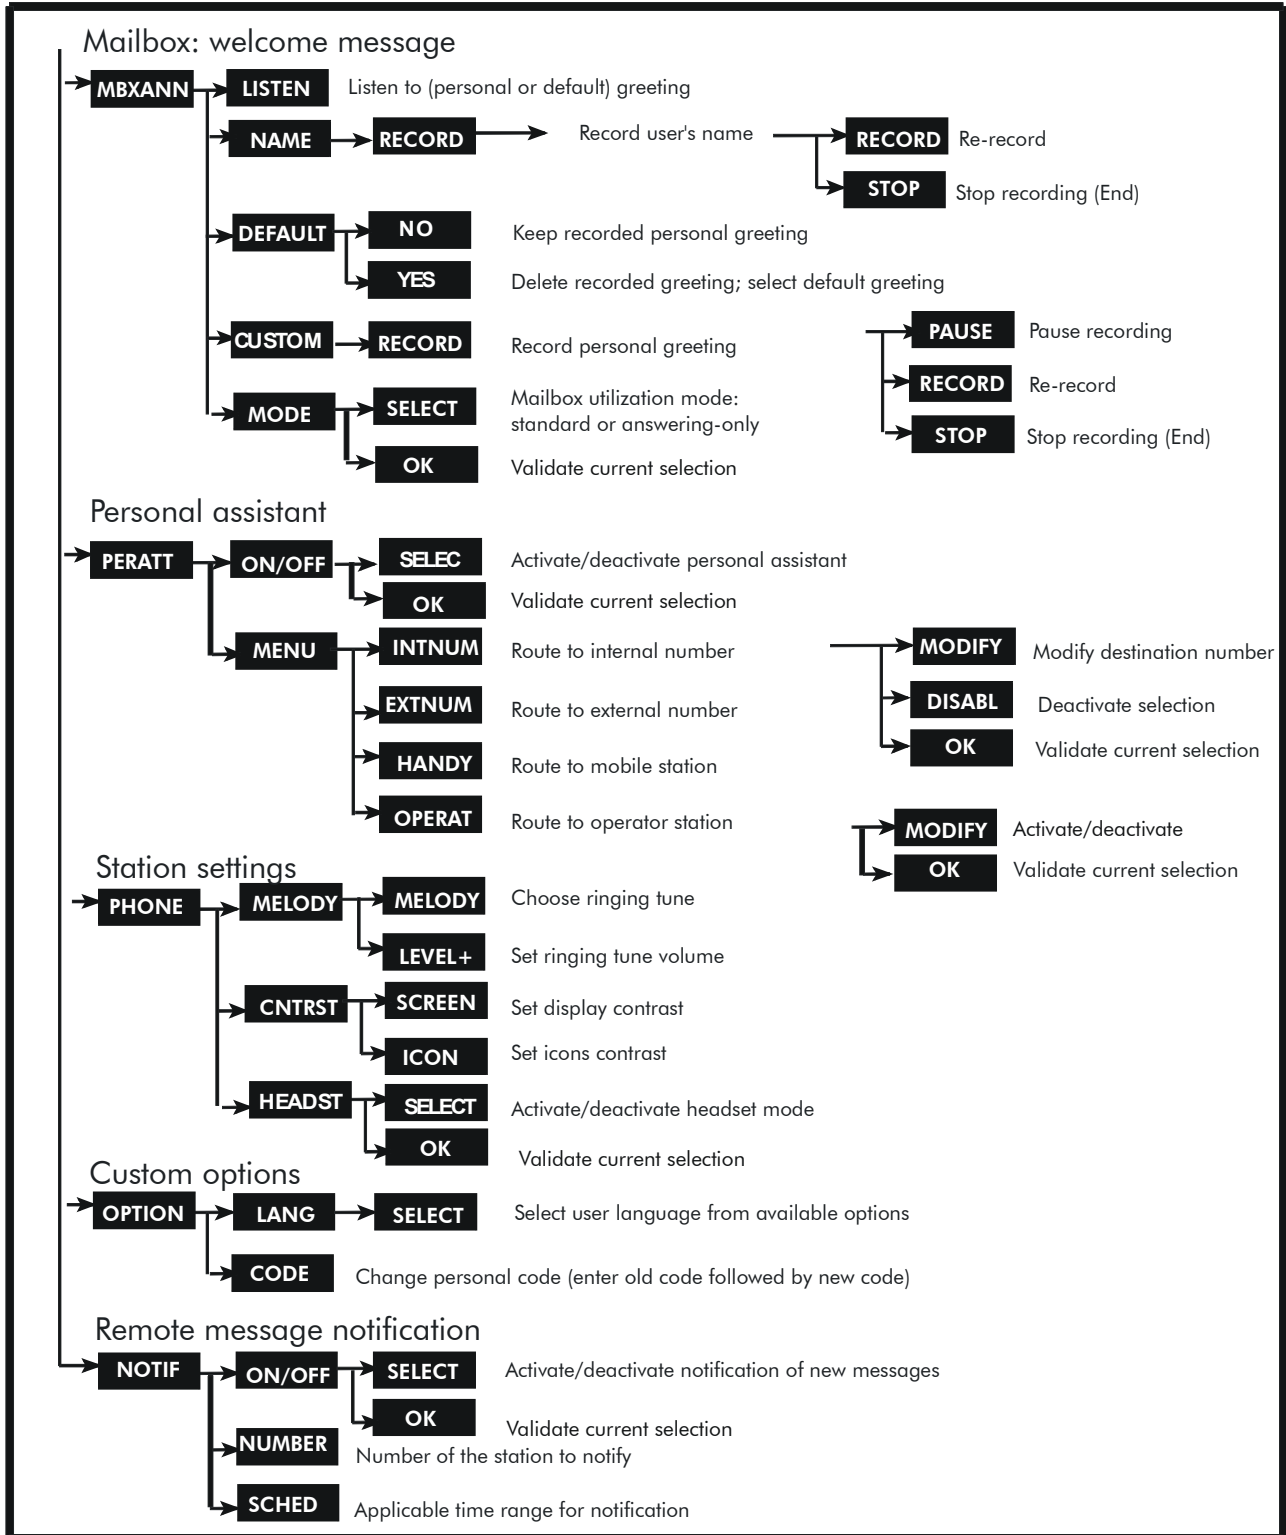 Mailbox: welcome message
MBXANN LISTEN Listen to (personal or default) greeting
NAME RECORD Record user's name RECORD Re-record
STOP Stop recording (End)
DEFAULT NO Keep recorded personal greeting
YES Delete recorded greeting; select default greeting
PAUSE Pause recording
CUSTOM RECORD Record personal greeting
RECORD Re-record
MODE SELECT Mailbox utilization mode:
standard or answering-only
STOP Stop recording (End)
OK Validate current selection
Personal assistant
PERATT ON/OFF SELEC Activate/deactivate personal assistant
OK Validate current selection
MENU INTNUM Route to internal number MODIFY Modify destination number
EXTNUM Route to external number DISABL Deactivate selection
OK Validate current selection
HANDY Route to mobile station
OPERAT Route to operator station MODIFY Activate/deactivate
OK Validate current selection
Station settings
PHONE MELODY MELODY Choose ringing tune
LEVEL+ Set ringing tune volume
CNTRST SCREEN Set display contrast
ICON Set icons contrast
HEADST SELECT Activate/deactivate headset mode
OK Validate current selection
Custom options
OPTION LANG SELECT Select user language from available options
CODE Change personal code (enter old code followed by new code)
Remote message notification
NOTIF ON/OFF SELECT Activate/deactivate notification of new messages
OK Validate current selection
NUMBER Number of the station to notify
SCHED Applicable time range for notification